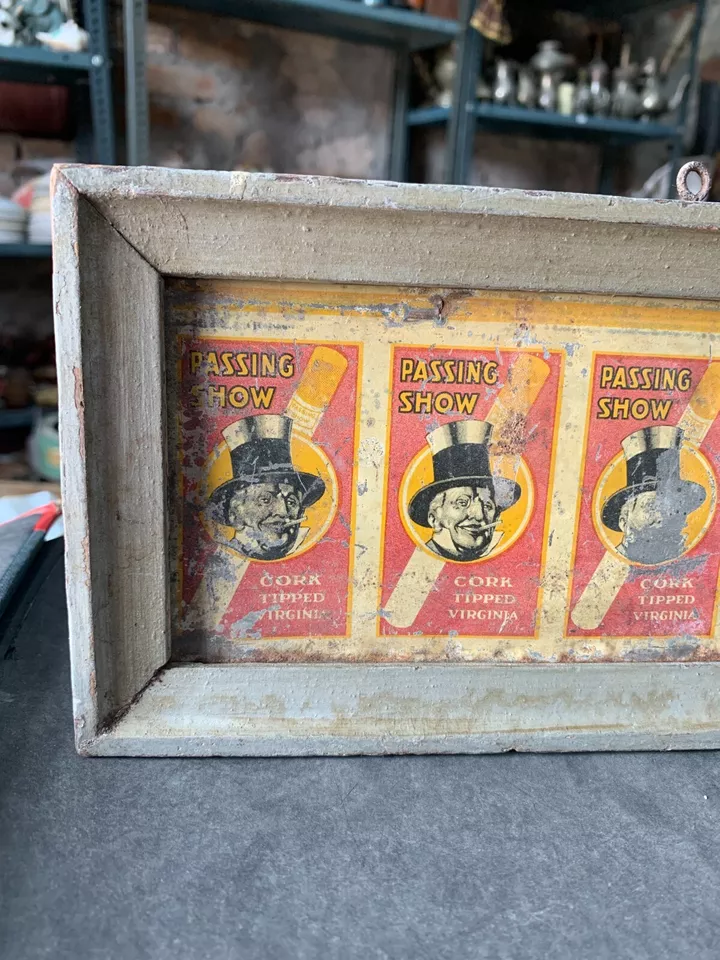 PASSING
SHOW
CORK
TIPPED
VIRGINIA
PASSING
SHOW
CORK
TIPPED
VIRGINIA
PASSING
SHOW
CORK
TIPPED
VIRGINIA